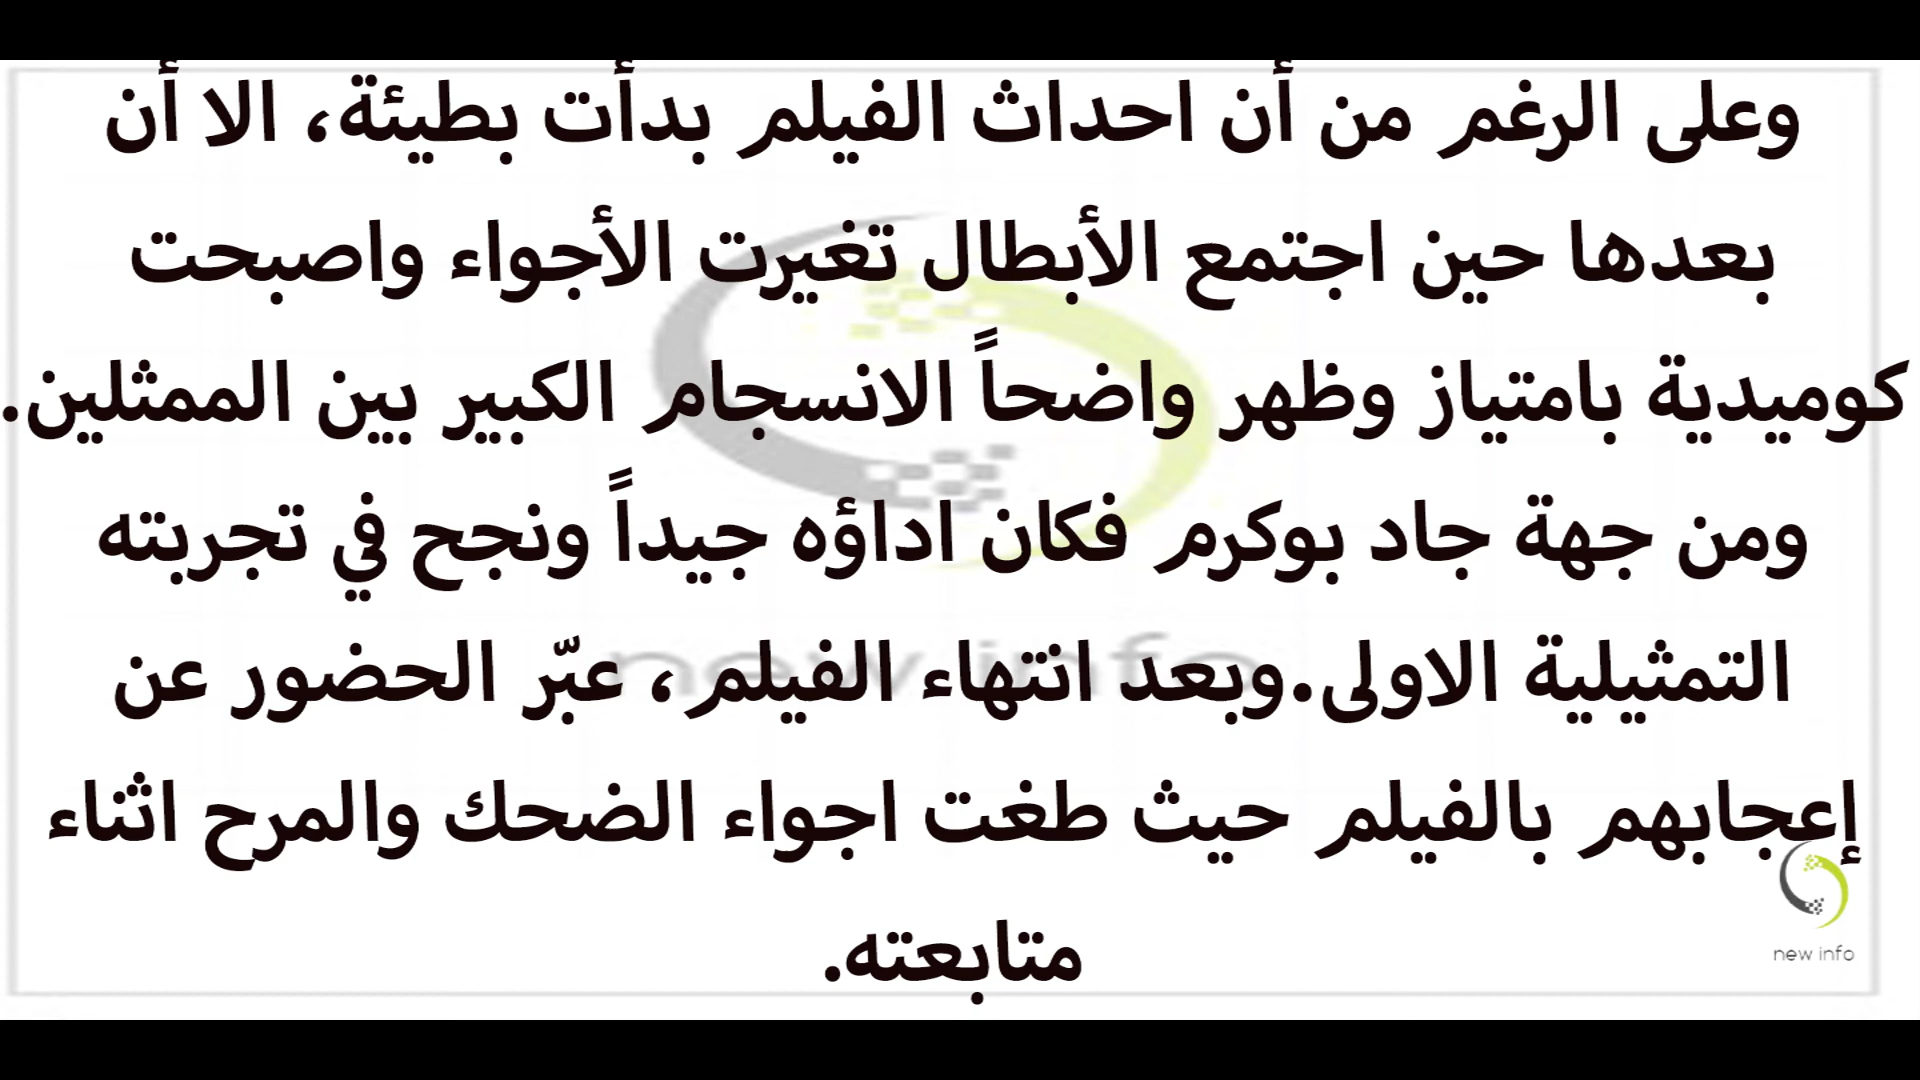 وعلى الرغم من أن احداث الفيلم بدأت بطيئة، الا أن
بعدها حين اجتمع الأبطال تغيرت الأجواء واصبحت
كوميدية بامتياز وظهر واضحاً الانسجام الكبير بين الممثلين.
ومن جهة جاد بوكرم فكان اداؤه جيداً ونجح في تجربته
التمثيلية الاولى.وبعد انتهاء الفيلم، عبّر الحضور عن
إعجابهم بالفيلم حيث طغت اجواء الضحك والمرح اثناء
متابعته.
new info
new info